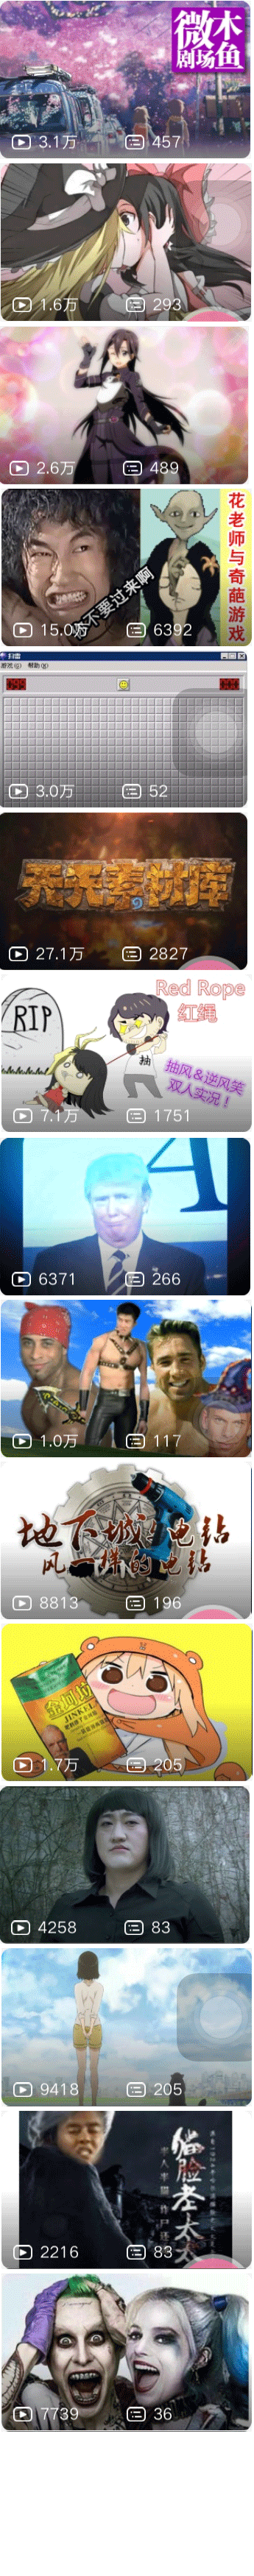 微木
剧场鱼
3.1万 457
1.6万 293
2.6万 489
花老师与奇葩游戏
不要过来啊
15.0万 6392
扫雷
游戏(G) 帮助(H)
3.0万 52
天天素材库
27.1万 2827
Red Rope
红绳
RIP
抽
抽风&逆风笑
双人实况！
7.1万 1751
A
6371 266
1.0万 117
地下城与电钻
风一样的电钻
8813 196
金坷垃
1.7万 205
4258 83
9418 205
猫脸老太太
2216 83
7739 36